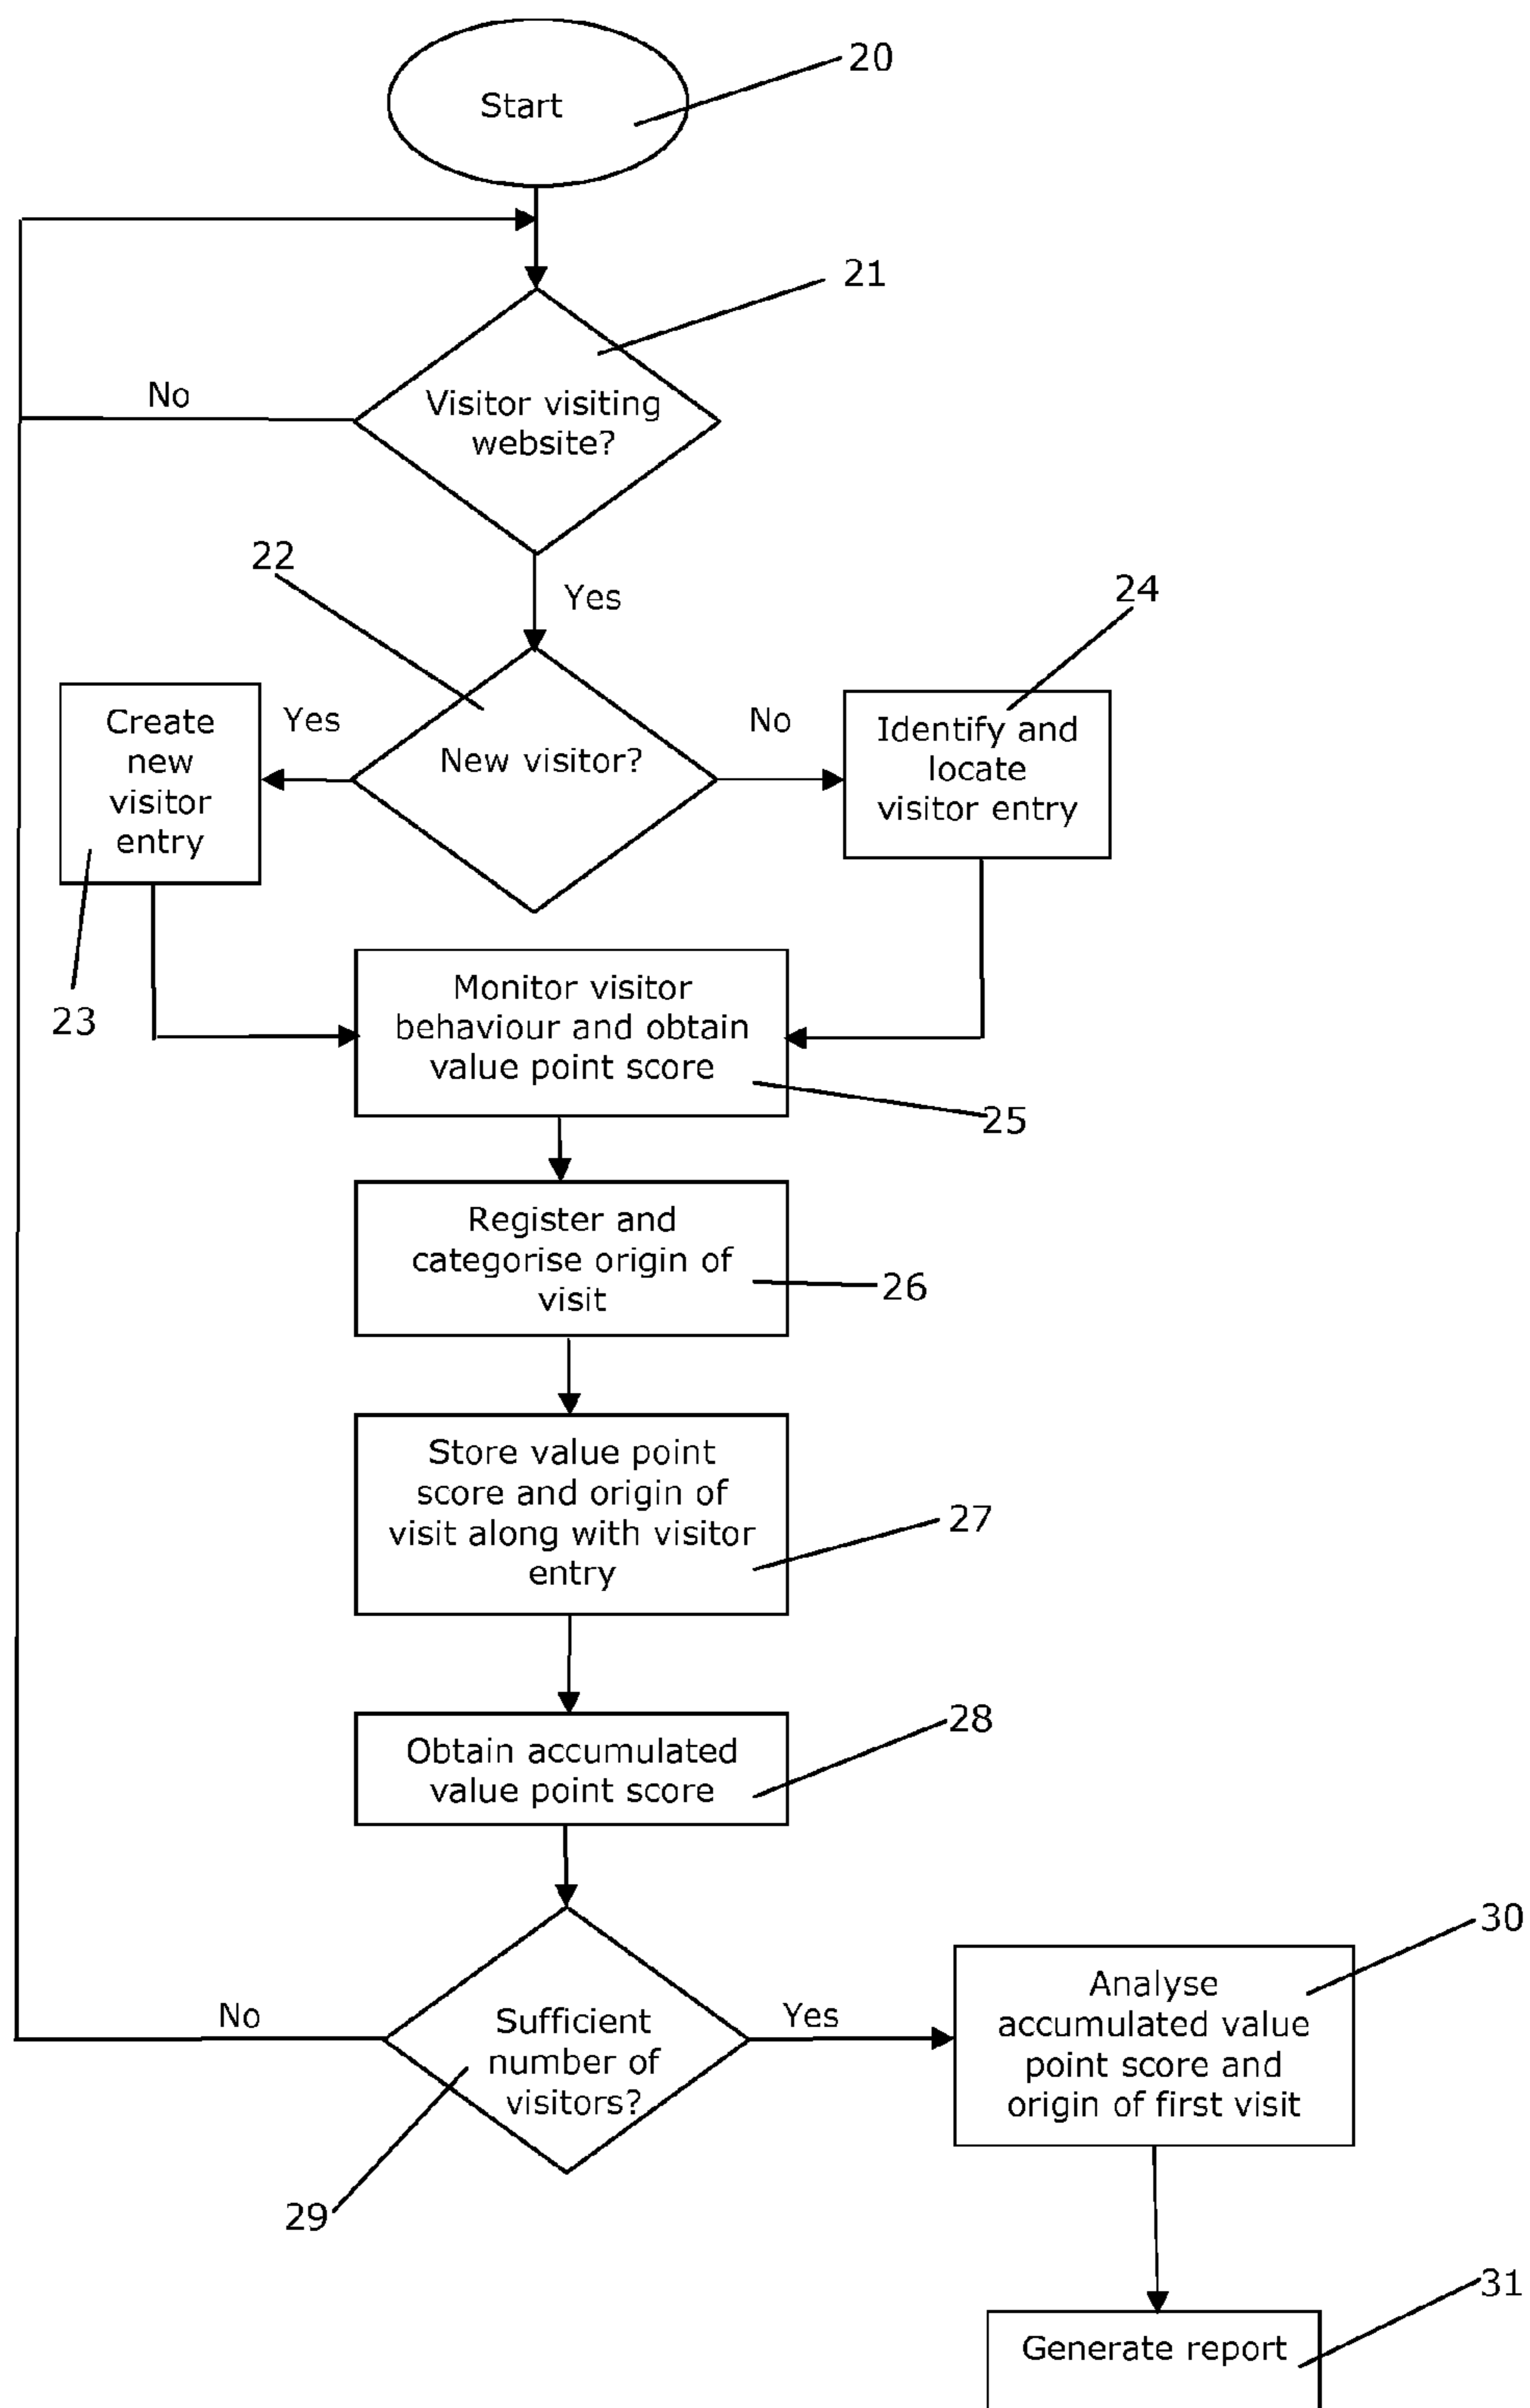 20
Start
21
No
Visitor visiting
website?
22
Yes
24
Create
new
visitor
entry
Yes
New visitor?
No
Identify and
locate
visitor entry
23
Monitor visitor
behaviour and obtain
value point score
25
Register and
categorise origin of
visit
26
Store value point
score and origin of
visit along with visitor
entry
27
Obtain accumulated
value point score
28
No
Sufficient
number of
visitors?
Yes
29
30
Analyse
accumulated value
point score and
origin of first visit
31
Generate report